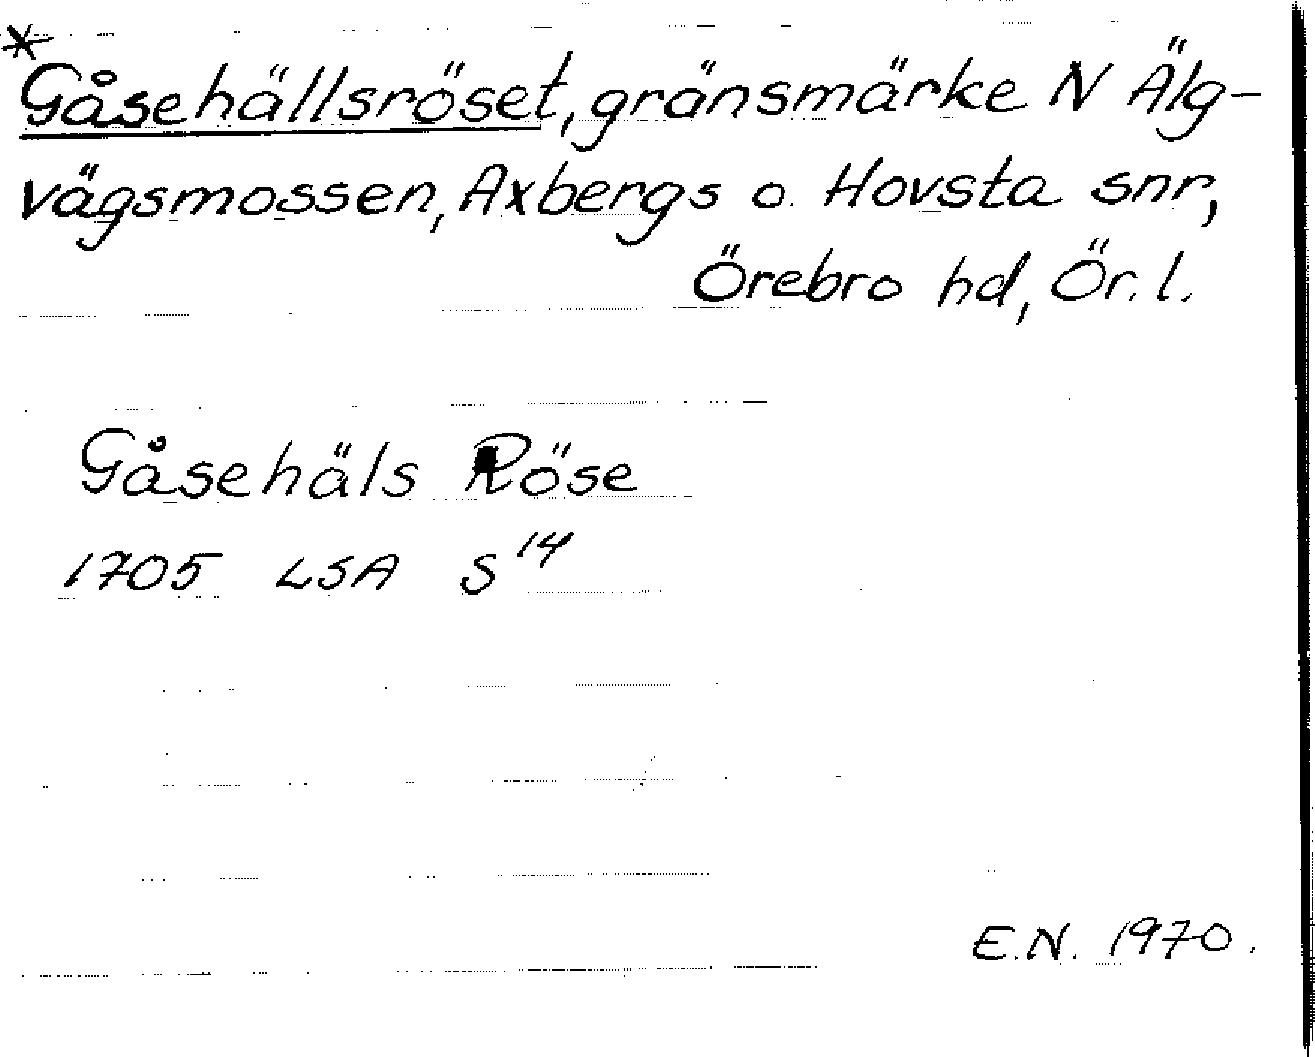 *
Gåsehällsröset, gränsmärke N Älg-
vägsmossen, Axbergs o. Hovsta snr,
Örebro hd, Ör. l.
Gåsehäls Röse
1705 LSA S 14
E.N. 1970.